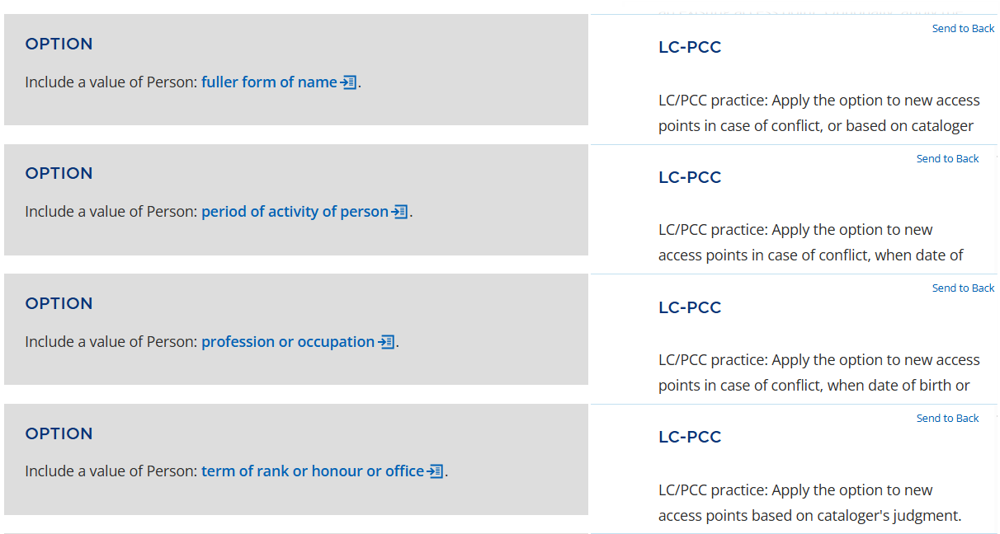 OPTION
Include a value of Person: fuller form of name.
Send to Back
LC-PCC
LC/PCC practice: Apply the option to new access
points in case of conflict, or based on cataloger
OPTION
Include a value of Person: period of activity of person.
Send to Back
LC-PCC
LC/PCC practice: Apply the option to new
access points in case of conflict, when date of
OPTION
Include a value of Person: profession or occupation.
Send to Back
LC-PCC
LC/PCC practice: Apply the option to new access
points in case of conflict, when date of birth or
OPTION
Include a value of Person: term of rank or honour or office.
Send to Back
LC-PCC
LC/PCC practice: Apply the option to new
access points based on cataloger's judgment.